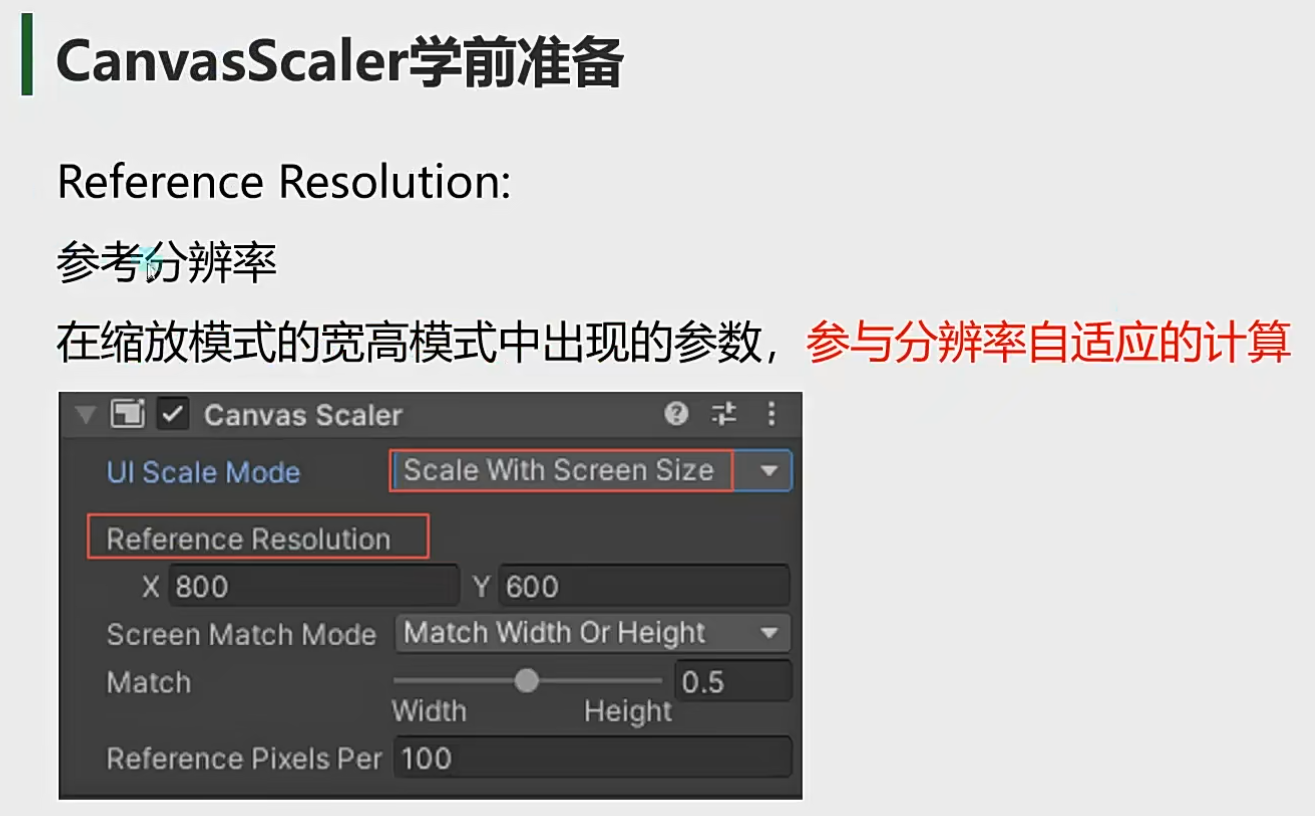 CanvasScaler学前准备
Reference Resolution:
参考分辨率
在缩放模式的宽高模式中出现的参数，参与分辨率自适应的计算
Canvas Scaler
UI Scale Mode Scale With Screen Size
Reference Resolution
X 800 Y 600
Screen Match Mode Match Width Or Height
Match 0.5
Width Height
Reference Pixels Per 100